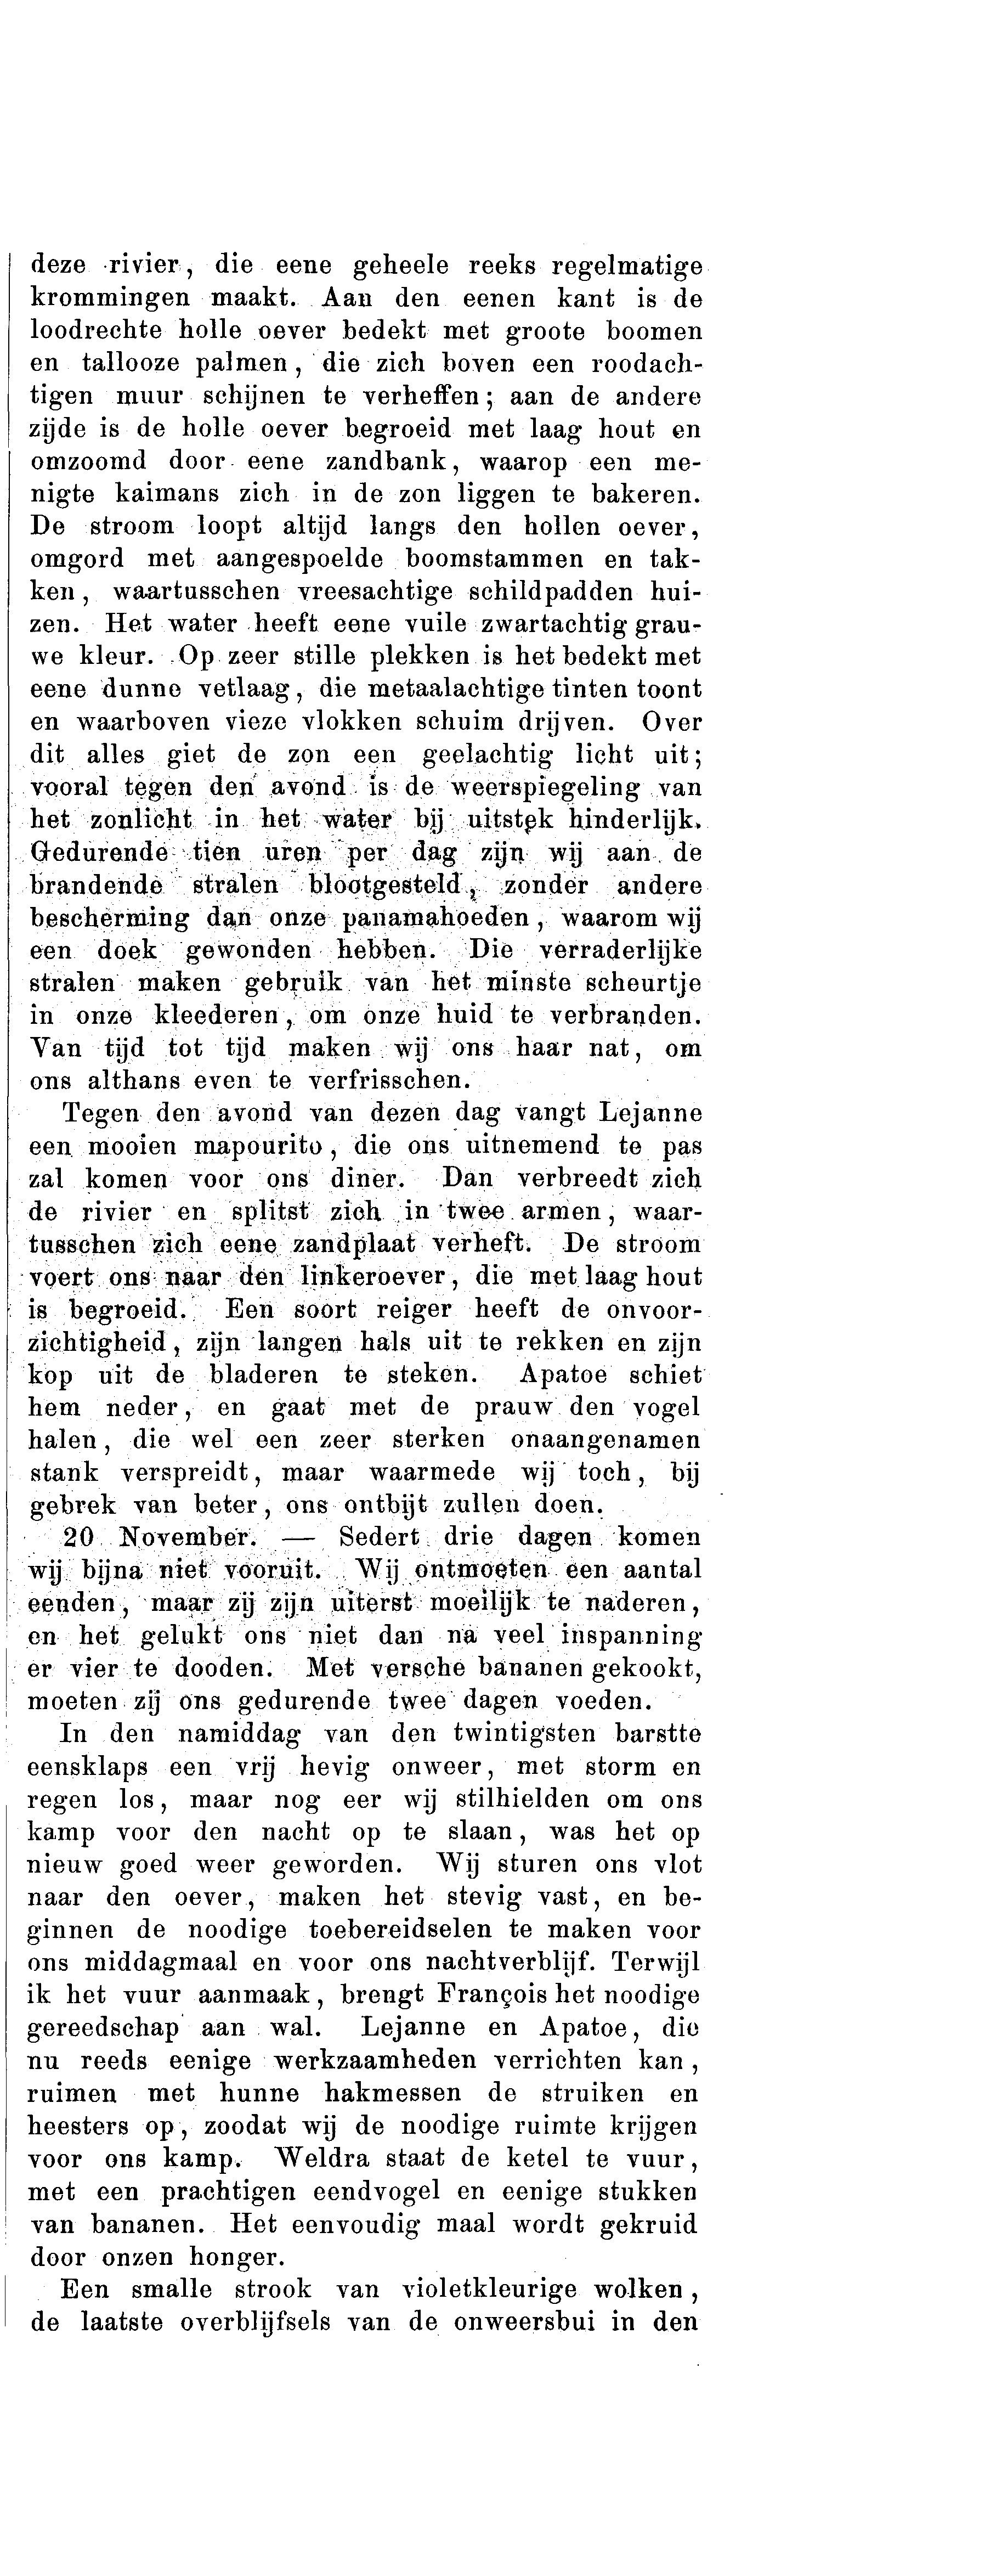 deze rivier, die eene geheele reeks regelmatige
krommingen maakt. Aan den eenen kant is de
loodrechte holle oever bedekt met groote boomen
en tallooze palmen, die zich boven een roodach-
tigen muur schijnen te verheffen; aan de andere
zijde is de holle oever begroeid met laag hout en
omzoomd door eene zandbank, waarop een me-
nigte kaimans zich in de zon liggen te bakeren.
De stroom loopt altijd langs den hollen oever,
omgord met aangespoelde boomstammen en tak-
ken, waartusschen vreesachtige schildpadden hui-
zen. Het water heeft eene vuile zwartachtig grau-
we kleur. Op zeer stille plekken is het bedekt met
eene dunne vetlaag, die metaalachtige tinten toont
en waarboven vieze vlokken schuim drijven. Over
dit alles giet de zon een geelachtig licht uit;
vooral tegen den avond is de weerspiegeling van
het zonlicht in het water bij uitstek hinderlijk.
Gedurende tien uren per dag zijn wij aan de
brandende stralen blootgesteld, zonder andere
bescherming dan onze panamahoeden, waarom wij
een doek gewonden hebben. Die verraderlijke
stralen maken gebruik van het minste scheurtje
in onze kleederen, om onze huid te verbranden.
Van tijd tot tijd maken wij ons haar nat, om
ons althans even te verfrisschen.
Tegen den avond van dezen dag vangt Lejanne
een mooien mapourito, die ons uitnemend te pas
zal komen voor ons diner. Dan verbreedt zich
de rivier en splitst zich in twee armen, waar-
tusschen zich eene zandplaat verheft. De stroom
voert ons naar den linkeroever, die met laag hout
is begroeid. Een soort reiger heeft de onvoor-
zichtigheid, zijn langen hals uit te rekken en zijn
kop uit de bladeren te steken. Apatoe schiet
hem neder, en gaat met de prauw den vogel
halen, die wel een zeer sterken onaangenamen
stank verspreidt, maar waarmede wij toch, bij
gebrek van beter, ons ontbijt zullen doen.
20 November. — Sedert drie dagen komen
wij bijna niet vooruit. Wij ontmoeten een aantal
eenden, maar zij zijn uiterst moeilijk te naderen,
en het gelukt ons niet dan na veel inspanning
er vier te dooden. Met versche bananen gekookt,
moeten zij ons gedurende twee dagen voeden.
In den namiddag van den twintigsten barstte
eensklaps een vrij hevig onweer, met storm en
regen los, maar nog eer wij stilhielden om ons
kamp voor den nacht op te slaan, was het op
nieuw goed weer geworden. Wij sturen ons vlot
naar den oever, maken het stevig vast, en be-
ginnen de noodige toebereidselen te maken voor
ons middagmaal en voor ons nachtverblijf. Terwijl
ik het vuur aanmaak, brengt François het noodige
gereedschap aan wal. Lejanne en Apatoe, die
nu reeds eenige werkzaamheden verrichten kan,
ruimen met hunne hakmessen de struiken en
heesters op, zoodat wij de noodige ruimte krijgen
voor ons kamp. Weldra staat de ketel te vuur,
met een prachtigen eendvogel en eenige stukken
van bananen. Het eenvoudig maal wordt gekruid
door onzen honger.
Een smalle strook van violetkleurige wolken,
de laatste overblijfsels van de onweersbui in den